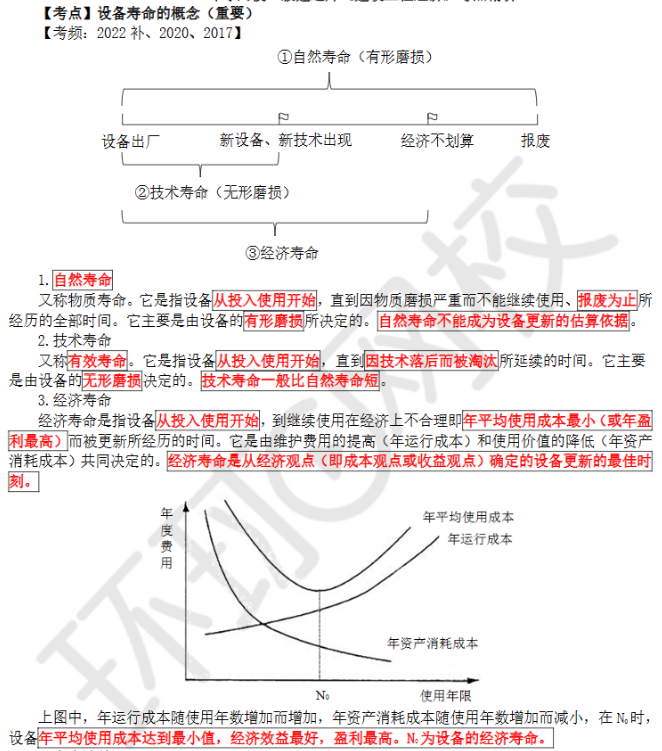 【考点】设备寿命的概念（重要）
【考频：2022 补、2020、2017】
①自然寿命（有形磨损）
设备出厂 新设备、新技术出现 经济不划算 报废
②技术寿命（无形磨损）
③经济寿命
1.自然寿命
又称物质寿命。它是指设备从投入使用开始，直到因物质磨损严重而不能继续使用、报废为止所
经历的全部时间。它主要是由设备的有形磨损所决定的。自然寿命不能成为设备更新的估算依据。
2.技术寿命
又称有效寿命。它是指设备从投入使用开始，直到因技术落后而被淘汰所延续的时间。它主要
是由设备的无形磨损决定的。技术寿命一般比自然寿命短。
3.经济寿命
经济寿命是指设备从投入使用开始，到继续使用在经济上不合理即年平均使用成本最小（或年盈
利最高）而被更新所经历的时间。它是由维护费用的提高（年运行成本）和使用价值的降低（年资产
消耗成本）共同决定的。经济寿命是从经济观点（即成本观点或收益观点）确定的设备更新的最佳时
刻。
年度费用
年平均使用成本
年运行成本
年资产消耗成本
N₀ 使用年限
上图中，年运行成本随使用年数增加而增加，年资产消耗成本随使用年数增加而减小，在 N₀时，
设备年平均使用成本达到最小值，经济效益最好，盈利最高。N₀为设备的经济寿命。
环球网校